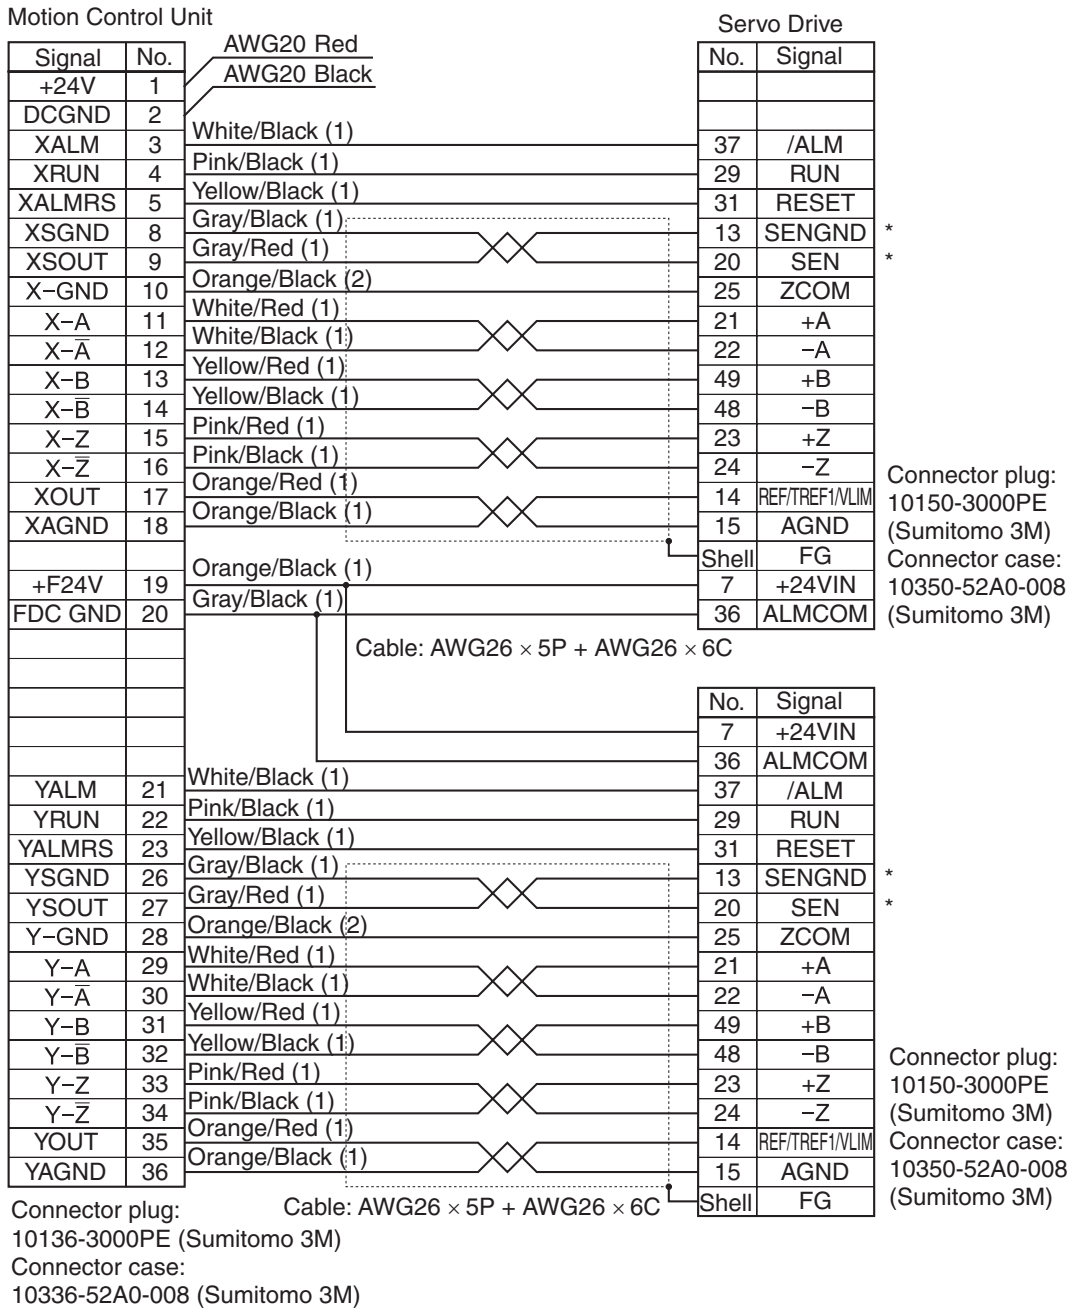 Motion Control Unit
Servo Drive
Signal No. AWG20 Red No. Signal
+24V 1 AWG20 Black
DCGND 2
XALM 3 White/Black (1) 37 /ALM
XRUN 4 Pink/Black (1) 29 RUN
XALMRS 5 Yellow/Black (1) 31 RESET
XSGND 8 Gray/Black (1) 13 SENGND *
XSOUT 9 Gray/Red (1) 20 SEN *
X−GND 10 Orange/Black (2) 25 ZCOM
X−A 11 White/Red (1) 21 +A
X−A̅ 12 White/Black (1) 22 −A
X−B 13 Yellow/Red (1) 49 +B
X−B̅ 14 Yellow/Black (1) 48 −B
X−Z 15 Pink/Red (1) 23 +Z
X−Z̅ 16 Pink/Black (1) 24 −Z
XOUT 17 Orange/Red (1) 14 REF/TREF1/VLIM
XAGND 18 Orange/Black (1) 15 AGND
Shell FG
+F24V 19 Orange/Black (1) 7 +24VIN
FDC GND 20 Gray/Black (1) 36 ALMCOM
Connector plug:
10150-3000PE
(Sumitomo 3M)
Connector case:
10350-52A0-008
(Sumitomo 3M)
Cable: AWG26 × 5P + AWG26 × 6C
No. Signal
7 +24VIN
36 ALMCOM
YALM 21 White/Black (1) 37 /ALM
YRUN 22 Pink/Black (1) 29 RUN
YALMRS 23 Yellow/Black (1) 31 RESET
YSGND 26 Gray/Black (1) 13 SENGND *
YSOUT 27 Gray/Red (1) 20 SEN *
Y−GND 28 Orange/Black (2) 25 ZCOM
Y−A 29 White/Red (1) 21 +A
Y−A̅ 30 White/Black (1) 22 −A
Y−B 31 Yellow/Red (1) 49 +B
Y−B̅ 32 Yellow/Black (1) 48 −B
Y−Z 33 Pink/Red (1) 23 +Z
Y−Z̅ 34 Pink/Black (1) 24 −Z
YOUT 35 Orange/Red (1) 14 REF/TREF1/VLIM
YAGND 36 Orange/Black (1) 15 AGND
Shell FG
Connector plug:
10150-3000PE
(Sumitomo 3M)
Connector case:
10350-52A0-008
(Sumitomo 3M)
Cable: AWG26 × 5P + AWG26 × 6C
Connector plug:
10136-3000PE (Sumitomo 3M)
Connector case:
10336-52A0-008 (Sumitomo 3M)